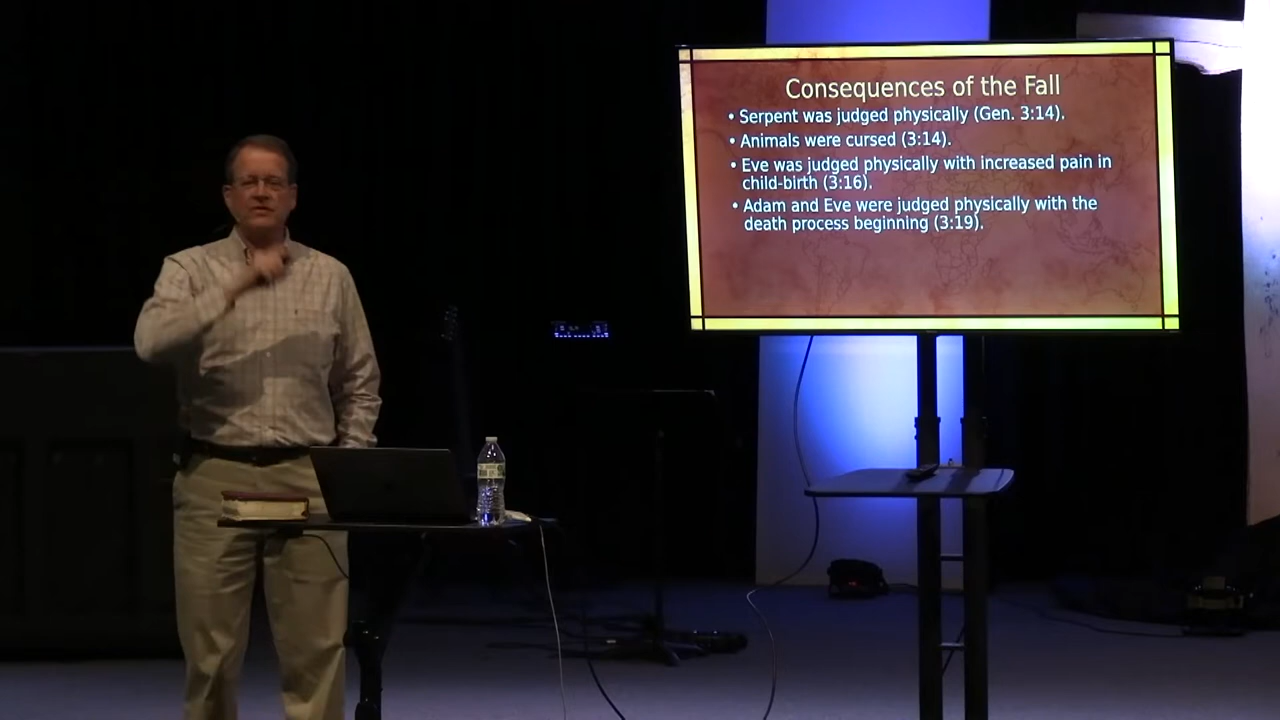 Consequences of the Fall
• Serpent was judged physically (Gen. 3:14).
• Animals were cursed (3:14).
• Eve was judged physically with increased pain in
child-birth (3:16).
• Adam and Eve were judged physically with the
death process beginning (3:19).